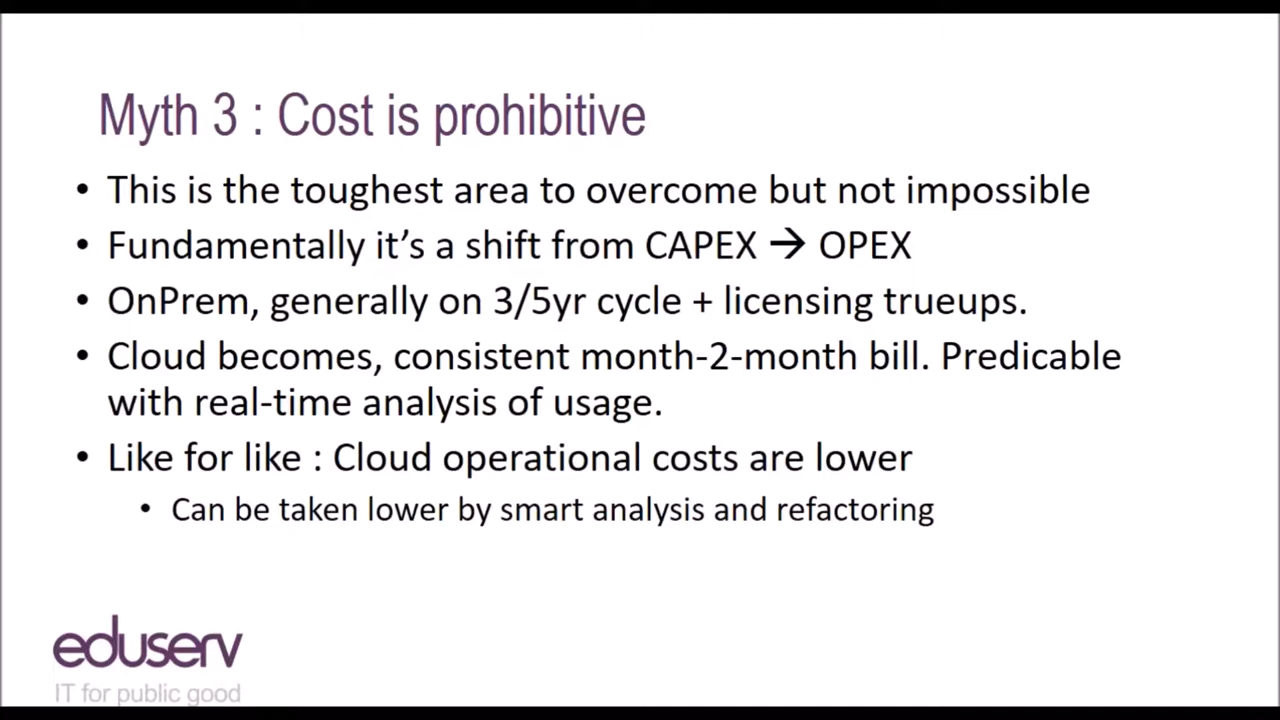 Myth 3 : Cost is prohibitive
• This is the toughest area to overcome but not impossible
• Fundamentally it’s a shift from CAPEX → OPEX
• OnPrem, generally on 3/5yr cycle + licensing trueups.
• Cloud becomes, consistent month-2-month bill. Predicable
with real-time analysis of usage.
• Like for like : Cloud operational costs are lower
• Can be taken lower by smart analysis and refactoring
eduserv
IT for public good